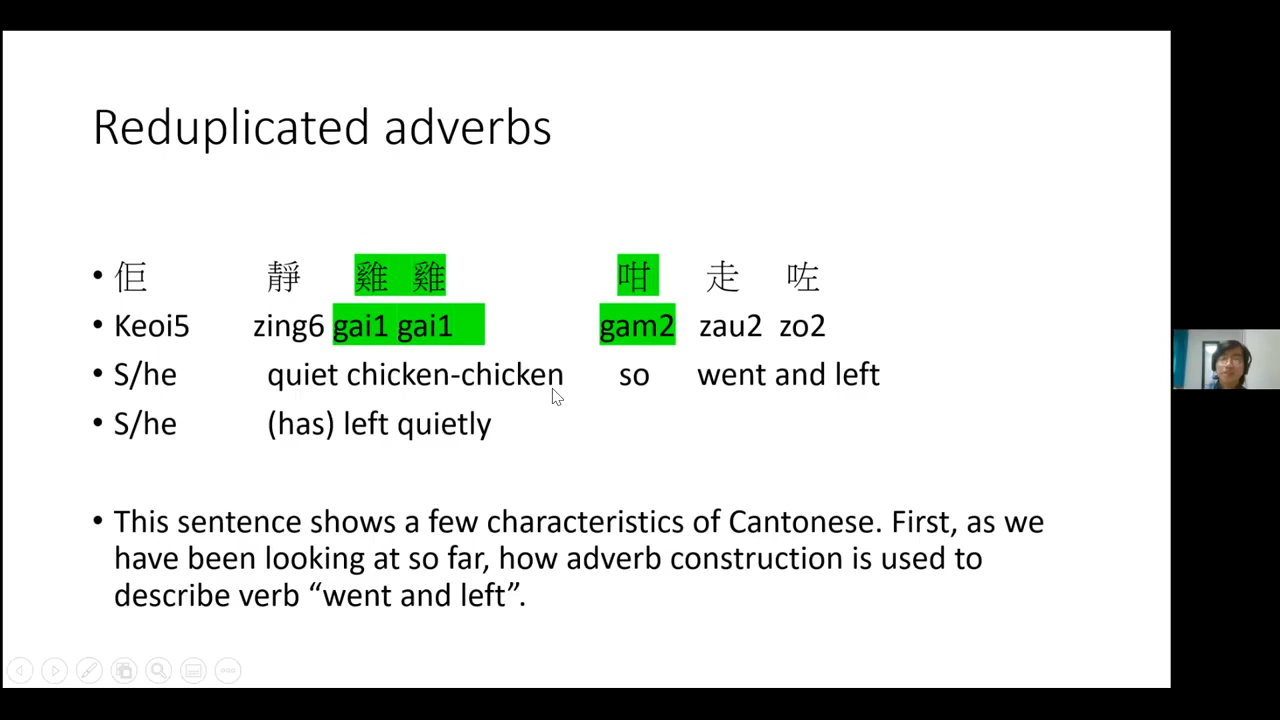 Reduplicated adverbs
• 佢 靜 雞 雞 咁 走 咗
• Keoi5 zing6 gai1 gai1 gam2 zau2 zo2
• S/he quiet chicken-chicken so went and left
• S/he (has) left quietly
• This sentence shows a few characteristics of Cantonese. First, as we
have been looking at so far, how adverb construction is used to
describe verb “went and left”.